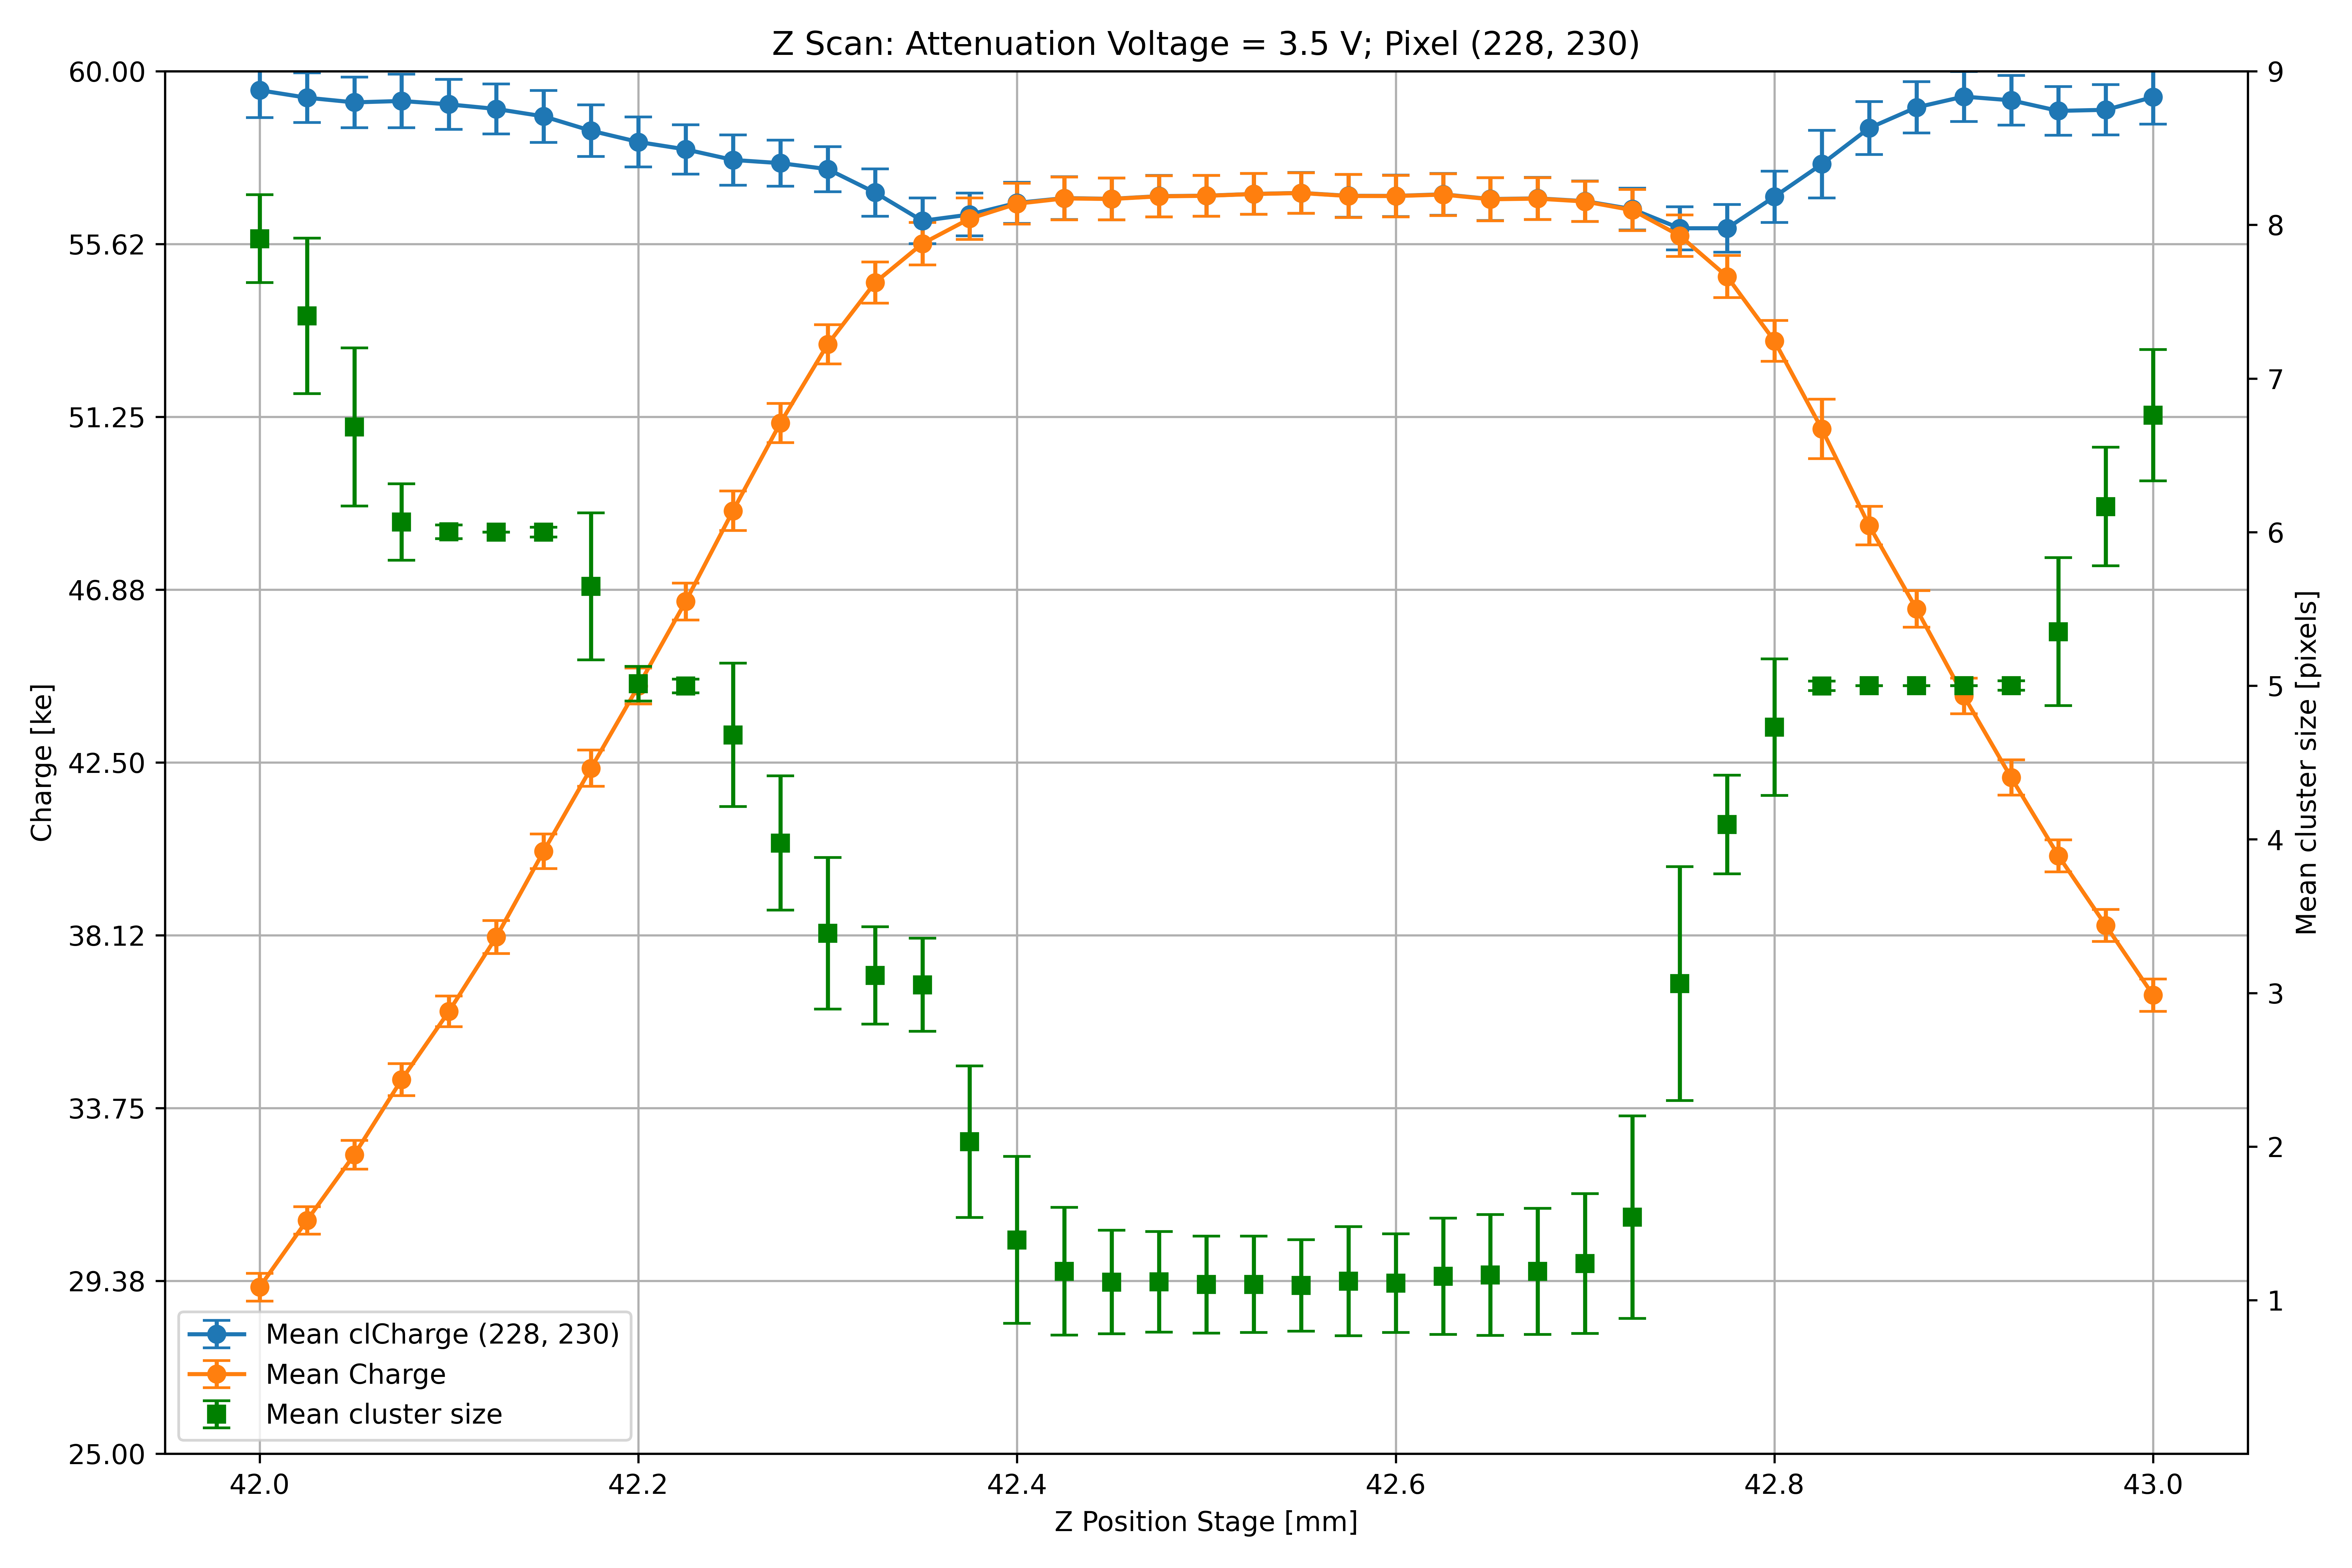 Z Scan: Attenuation Voltage = 3.5 V; Pixel (228, 230)
60.00
55.62
51.25
46.88
42.50
38.12
33.75
29.38
25.00
Charge [ke]
9
8
7
6
5
4
3
2
1
Mean cluster size [pixels]
Mean clCharge (228, 230)
Mean Charge
Mean cluster size
42.0 42.2 42.4 42.6 42.8 43.0
Z Position Stage [mm]